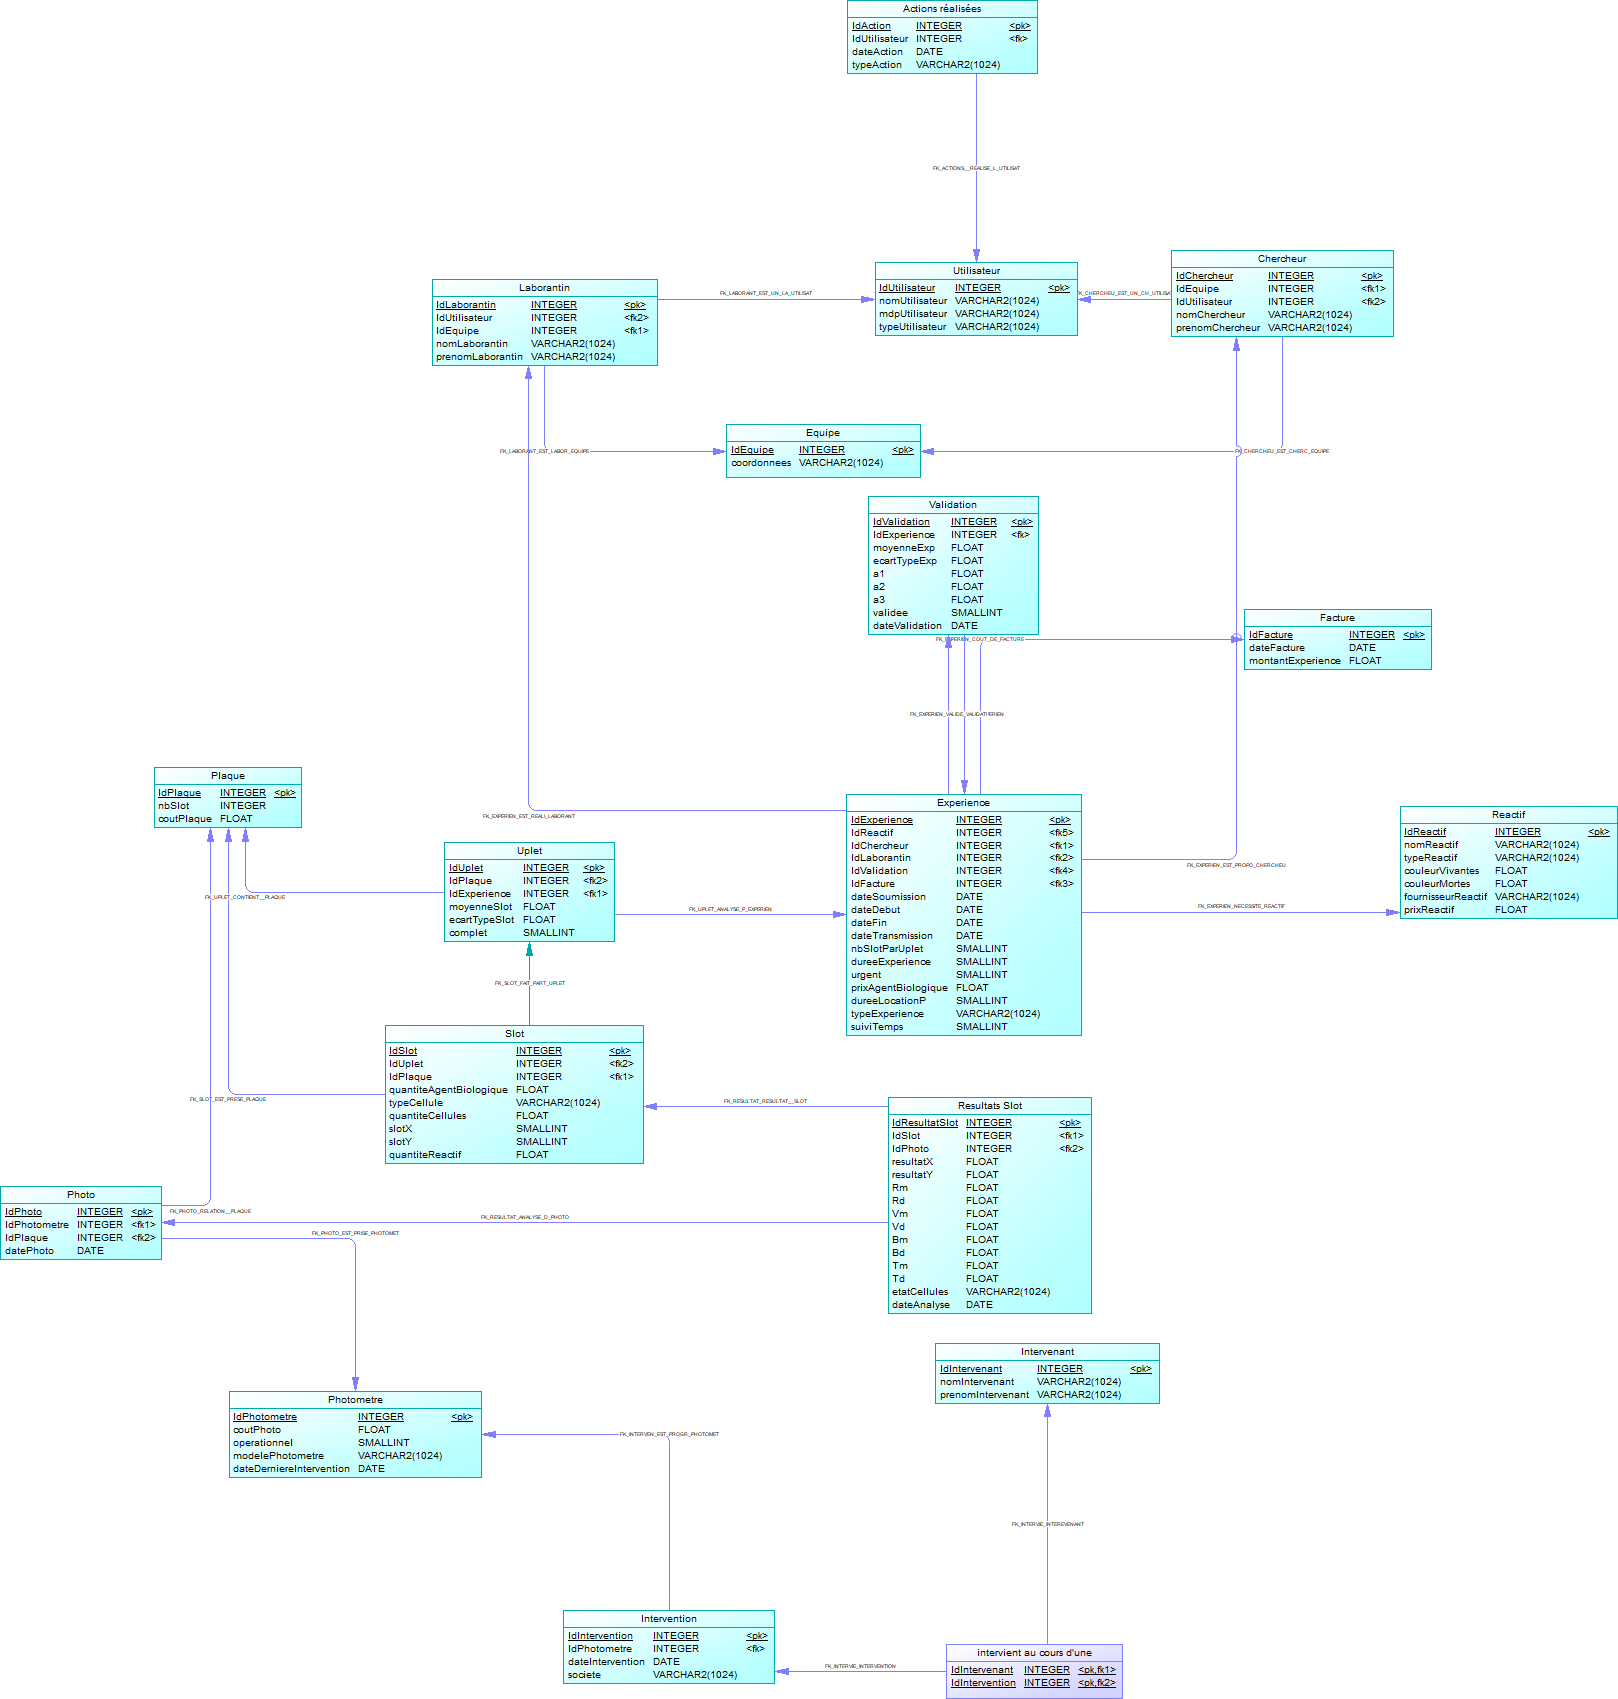 Actions réalisées
IdAction INTEGER <pk>
IdUtilisateur INTEGER <fk>
dateAction DATE
typeAction VARCHAR2(1024)
FK_ACTIONS__REALISE_L_UTILISAT
Utilisateur
IdUtilisateur INTEGER <pk>
nomUtilisateur VARCHAR2(1024)
mdpUtilisateur VARCHAR2(1024)
typeUtilisateur VARCHAR2(1024)
Chercheur
IdChercheur INTEGER <pk>
IdEquipe INTEGER <fk1>
IdUtilisateur INTEGER <fk2>
nomChercheur VARCHAR2(1024)
prenomChercheur VARCHAR2(1024)
Laborantin
IdLaborantin INTEGER <pk>
IdUtilisateur INTEGER <fk2>
IdEquipe INTEGER <fk1>
nomLaborantin VARCHAR2(1024)
prenomLaborantin VARCHAR2(1024)
FK_LABORANT_EST_UN_LA_UTILISAT
FK_CHERCHEU_EST_UN_CH_UTILISAT
Equipe
IdEquipe INTEGER <pk>
coordonnees VARCHAR2(1024)
FK_LABORANT_EST_LABOR_EQUIPE
FK_CHERCHEU_EST_CHERC_EQUIPE
Validation
IdValidation INTEGER <pk>
IdExperience INTEGER <fk>
moyenneExp FLOAT
ecartTypeExp FLOAT
a1 FLOAT
a2 FLOAT
a3 FLOAT
validee SMALLINT
dateValidation DATE
FK_EXPERIEN_COUT_DE_FACTURE
Facture
IdFacture INTEGER <pk>
dateFacture DATE
montantExperience FLOAT
Plaque
IdPlaque INTEGER <pk>
nbSlot INTEGER
coutPlaque FLOAT
FK_EXPERIEN_EST_REALI_LABORANT
Experience
IdExperience INTEGER <pk>
IdReactif INTEGER <fk5>
IdChercheur INTEGER <fk1>
IdLaborantin INTEGER <fk2>
IdValidation INTEGER <fk4>
IdFacture INTEGER <fk3>
dateSoumission DATE
dateDebut DATE
dateFin DATE
dateTransmission DATE
nbSlotParUplet SMALLINT
dureeExperience SMALLINT
urgent SMALLINT
prixAgentBiologique FLOAT
dureeLocationP SMALLINT
typeExperience VARCHAR2(1024)
suiviTemps SMALLINT
FK_EXPERIEN_EST_PROPO_CHERCHEU
FK_EXPERIEN_NECESSITE_REACTIF
Reactif
IdReactif INTEGER <pk>
nomReactif VARCHAR2(1024)
typeReactif VARCHAR2(1024)
couleurVivantes FLOAT
couleurMortes FLOAT
fournisseurReactif VARCHAR2(1024)
prixReactif FLOAT
Uplet
IdUplet INTEGER <pk>
IdPlaque INTEGER <fk2>
IdExperience INTEGER <fk1>
moyenneSlot FLOAT
ecartTypeSlot FLOAT
complet SMALLINT
FK_UPLET_CONTIENT__PLAQUE
FK_UPLET_ANALYSE_P_EXPERIEN
FK_SLOT_FAIT_PART_UPLET
Slot
IdSlot INTEGER <pk>
IdUplet INTEGER <fk2>
IdPlaque INTEGER <fk1>
quantiteAgentBiologique FLOAT
typeCellule VARCHAR2(1024)
quantiteCellules FLOAT
slotX SMALLINT
slotY SMALLINT
quantiteReactif FLOAT
FK_SLOT_EST_PRESE_PLAQUE
FK_RESULTAT_RESULTAT__SLOT
Resultats Slot
IdResultatSlot INTEGER <pk>
IdSlot INTEGER <fk1>
IdPhoto INTEGER <fk2>
resultatX FLOAT
resultatY FLOAT
Rm FLOAT
Rd FLOAT
Vm FLOAT
Vd FLOAT
Bm FLOAT
Bd FLOAT
Tm FLOAT
Td FLOAT
etatCellules VARCHAR2(1024)
dateAnalyse DATE
Photo
IdPhoto INTEGER <pk>
IdPhotometre INTEGER <fk1>
IdPlaque INTEGER <fk2>
datePhoto DATE
FK_PHOTO_RELATION__PLAQUE
FK_RESULTAT_ANALYSE_D_PHOTO
FK_PHOTO_EST_PRISE_PHOTOMET
Intervenant
IdIntervenant INTEGER <pk>
nomIntervenant VARCHAR2(1024)
prenomIntervenant VARCHAR2(1024)
Photometre
IdPhotometre INTEGER <pk>
coutPhoto FLOAT
operationnel SMALLINT
modelePhotometre VARCHAR2(1024)
dateDerniereIntervention DATE
FK_INTERVEN_EST_PROGR_PHOTOMET
Intervention
IdIntervention INTEGER <pk>
IdPhotometre INTEGER <fk>
dateIntervention DATE
societe VARCHAR2(1024)
FK_INTERVIE_INTERVENTION
intervient au cours d'une
IdIntervenant INTEGER <pk,fk1>
IdIntervention INTEGER <pk,fk2>